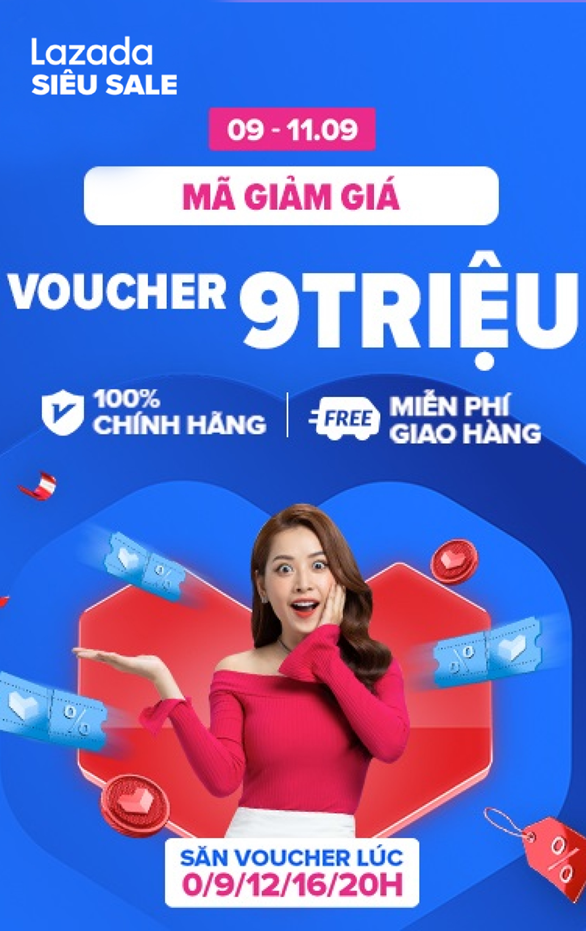 Lazada
SIÊU SALE
09 - 11.09
MÃ GIẢM GIÁ
VOUCHER 9TRIỆU
100%
CHÍNH HÃNG
FREE
MIỄN PHÍ
GIAO HÀNG
%
%
%
%
SĂN VOUCHER LÚC
0/9/12/16/20H